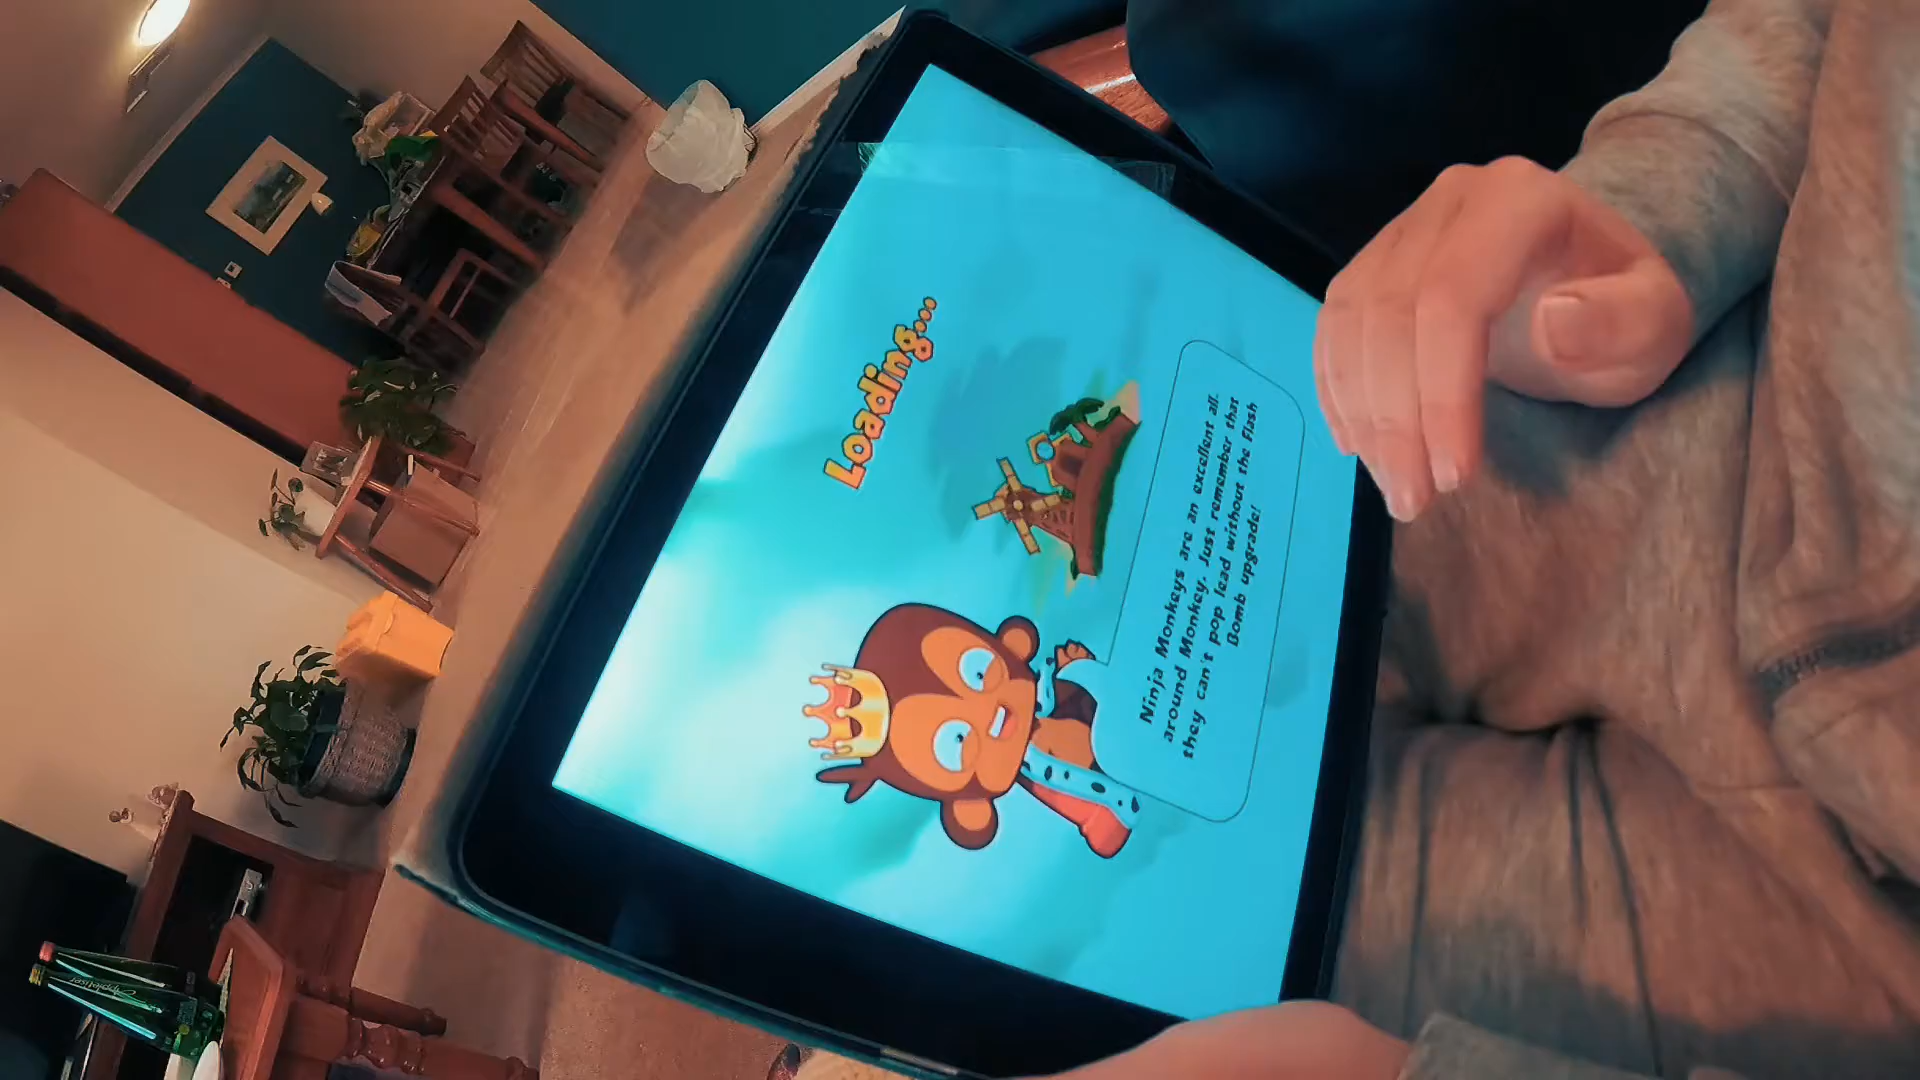 Loading...
Ninja Monkeys are an excellent all
around Monkey. Just remember that
they can't pop lead without the Flash
Bomb upgrade!
Appletiser